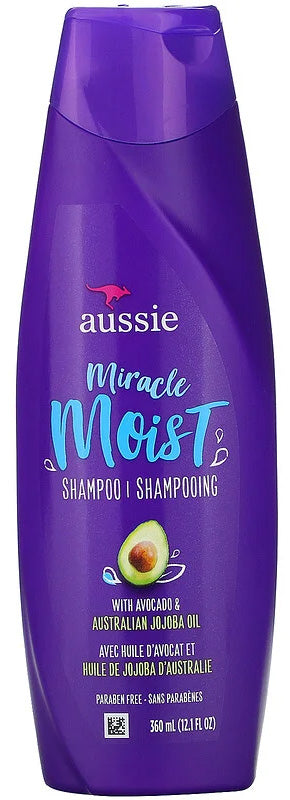 aussie
Miracle
Moist
SHAMPOO | SHAMPOOING
WITH AVOCADO &
AUSTRALIAN JOJOBA OIL
AVEC HUILE D'AVOCAT ET
HUILE DE JOJOBA D'AUSTRALIE
PARABEN FREE - SANS PARABÈNES
360 mL (12.1 FL OZ)